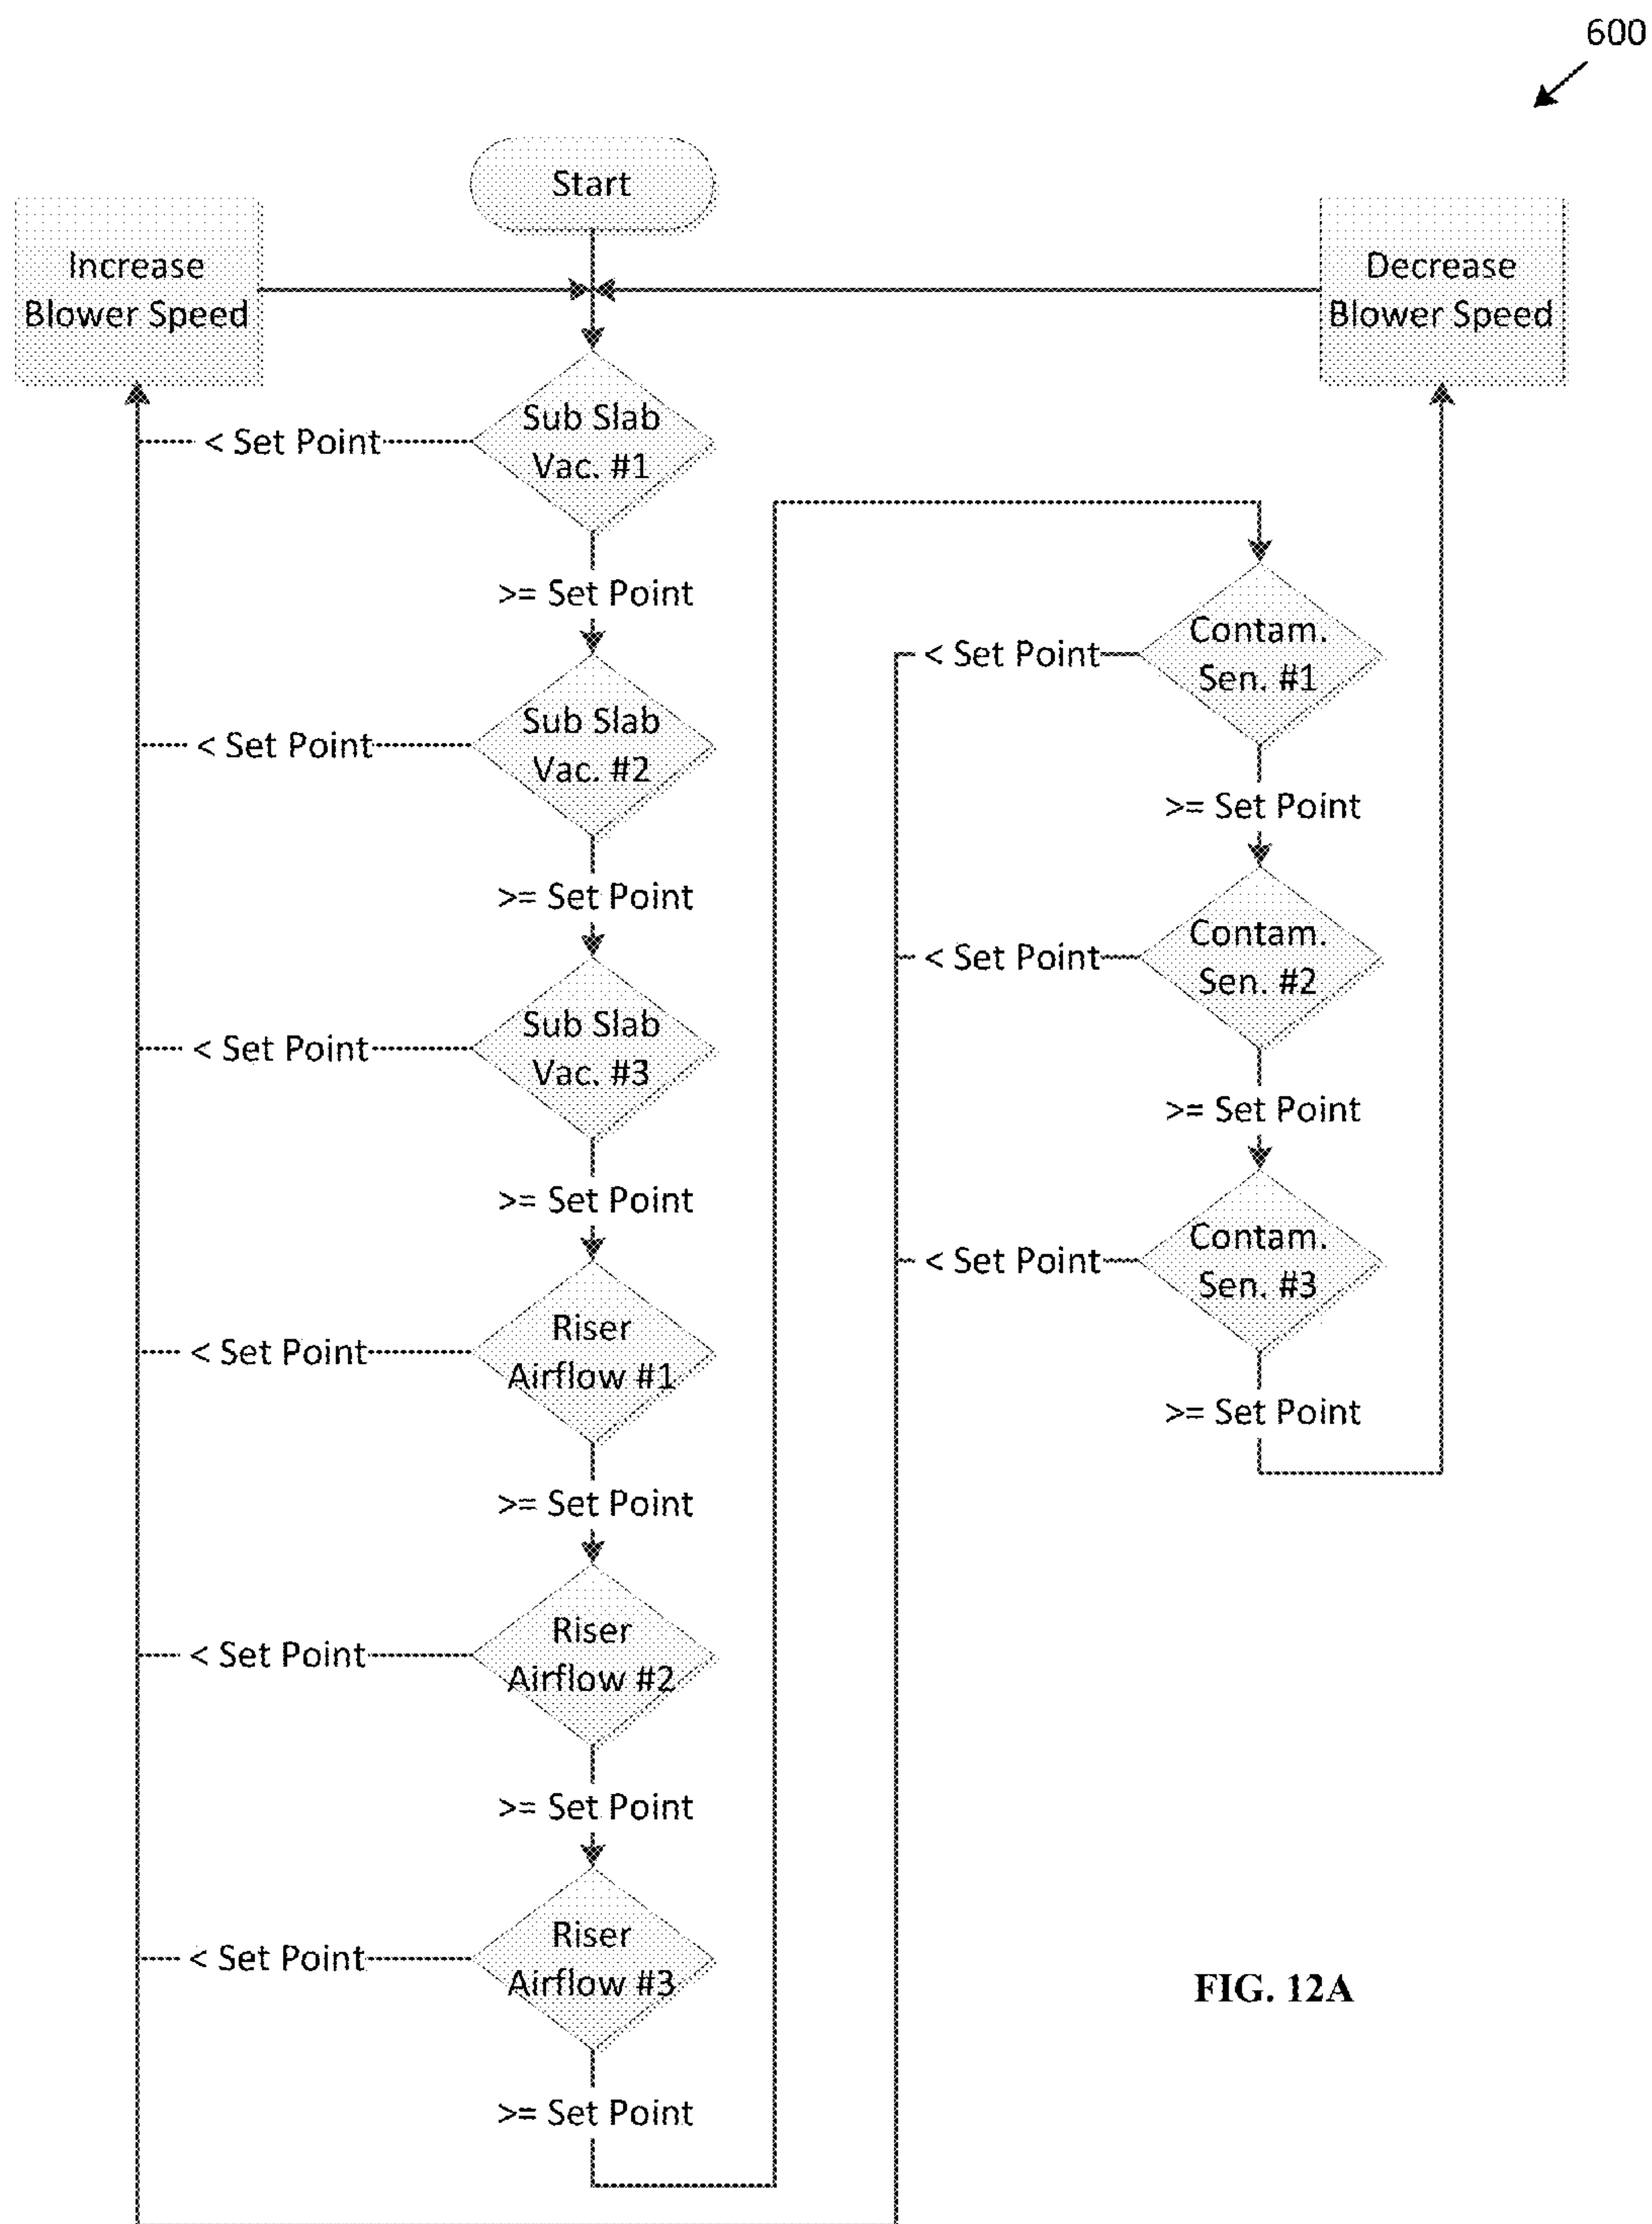 600
Start
Increase
Blower Speed
Decrease
Blower Speed
Sub Slab
Vac. #1
< Set Point
>= Set Point
Sub Slab
Vac. #2
< Set Point
>= Set Point
Sub Slab
Vac. #3
< Set Point
>= Set Point
Riser
Airflow #1
< Set Point
>= Set Point
Riser
Airflow #2
< Set Point
>= Set Point
Riser
Airflow #3
< Set Point
>= Set Point
Contam.
Sen. #1
< Set Point
>= Set Point
Contam.
Sen. #2
< Set Point
>= Set Point
Contam.
Sen. #3
< Set Point
>= Set Point
FIG. 12A